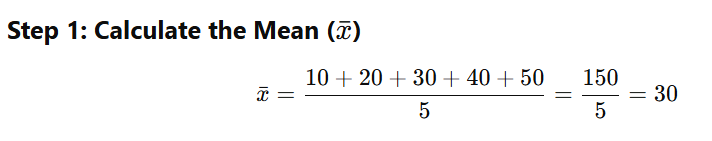 Step 1: Calculate the Mean (x̄)
x̄ = (10 + 20 + 30 + 40 + 50)/5 = 150/5 = 30